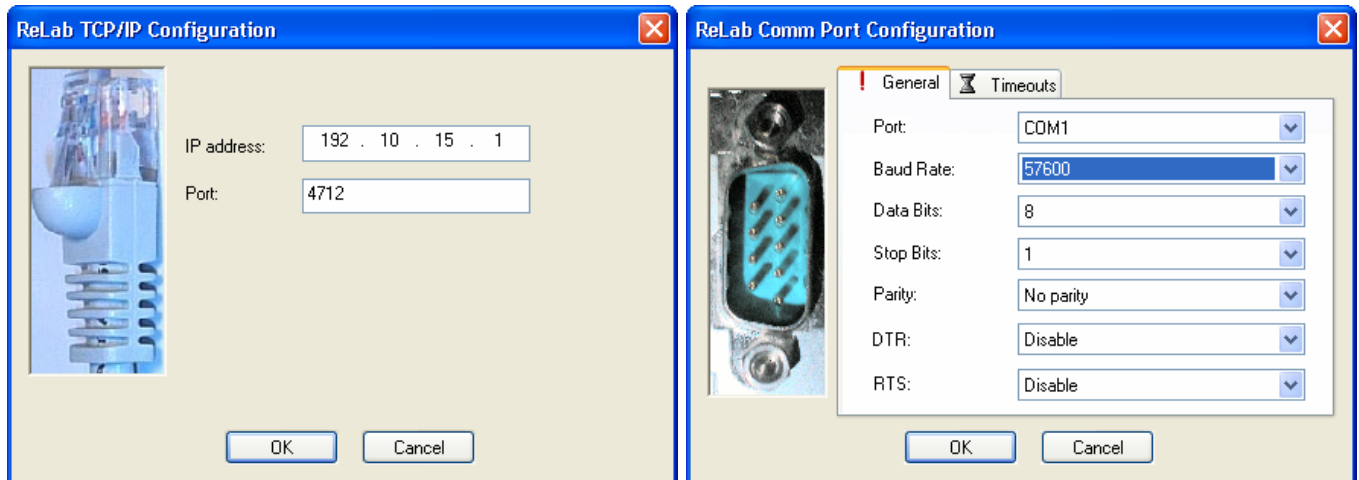 ReLab TCP/IP Configuration
IP address: 192 . 10 . 15 . 1
Port: 4712
OK Cancel
ReLab Comm Port Configuration
General Timeouts
Port: COM1
Baud Rate: 57600
Data Bits: 8
Stop Bits: 1
Parity: No parity
DTR: Disable
RTS: Disable
OK Cancel